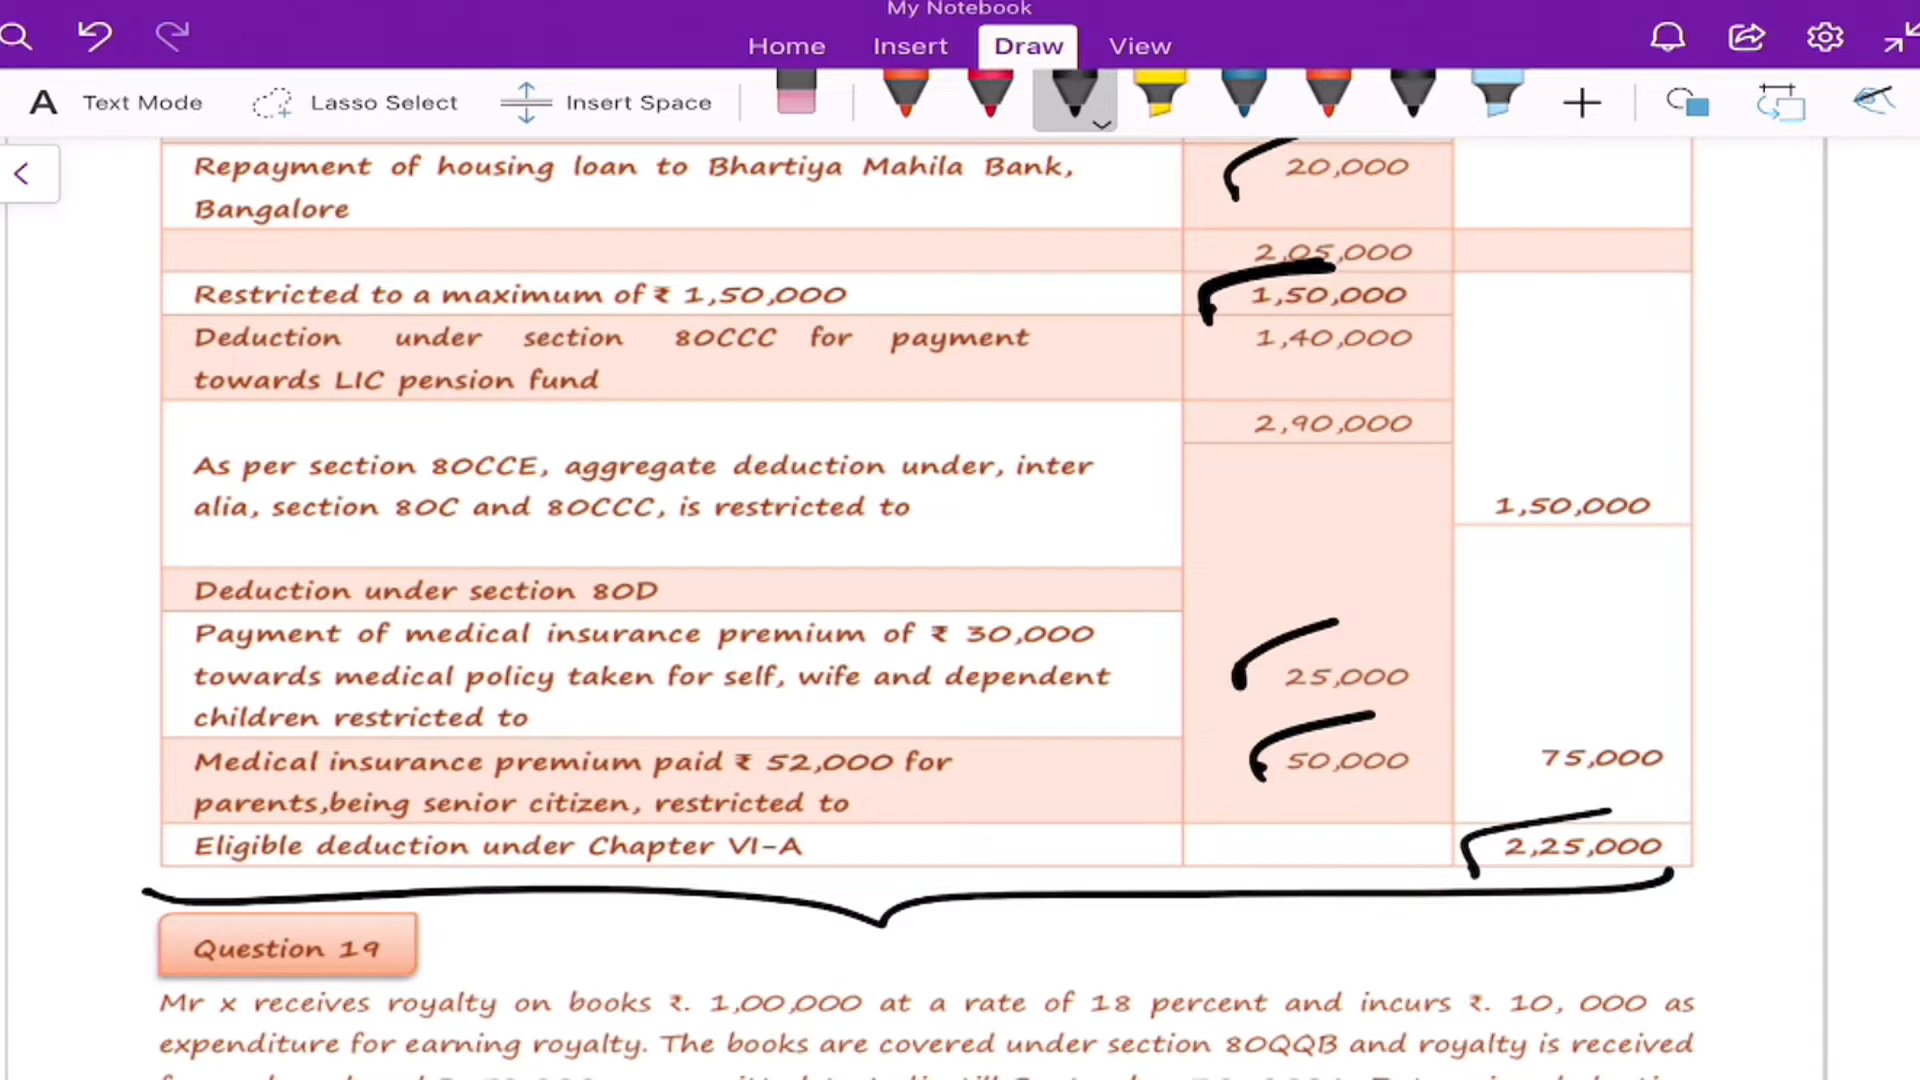 My Notebook
Home Insert Draw View
A Text Mode Lasso Select Insert Space
Repayment of housing loan to Bhartiya Mahila Bank, 20,000
Bangalore
2,05,000
Restricted to a maximum of ₹ 1,50,000 1,50,000
Deduction under section 80CCC for payment 1,40,000
towards LIC pension fund
2,90,000
As per section 80CCE, aggregate deduction under, inter
alia, section 80C and 80CCC, is restricted to 1,50,000
Deduction under section 80D
Payment of medical insurance premium of ₹ 30,000
towards medical policy taken for self, wife and dependent 25,000
children restricted to
Medical insurance premium paid ₹ 52,000 for 50,000 75,000
parents,being senior citizen, restricted to
Eligible deduction under Chapter VI-A 2,25,000
Question 19
Mr x receives royalty on books ₹. 1,00,000 at a rate of 18 percent and incurs ₹. 10, 000 as
expenditure for earning royalty. The books are covered under section 80QQB and royalty is received